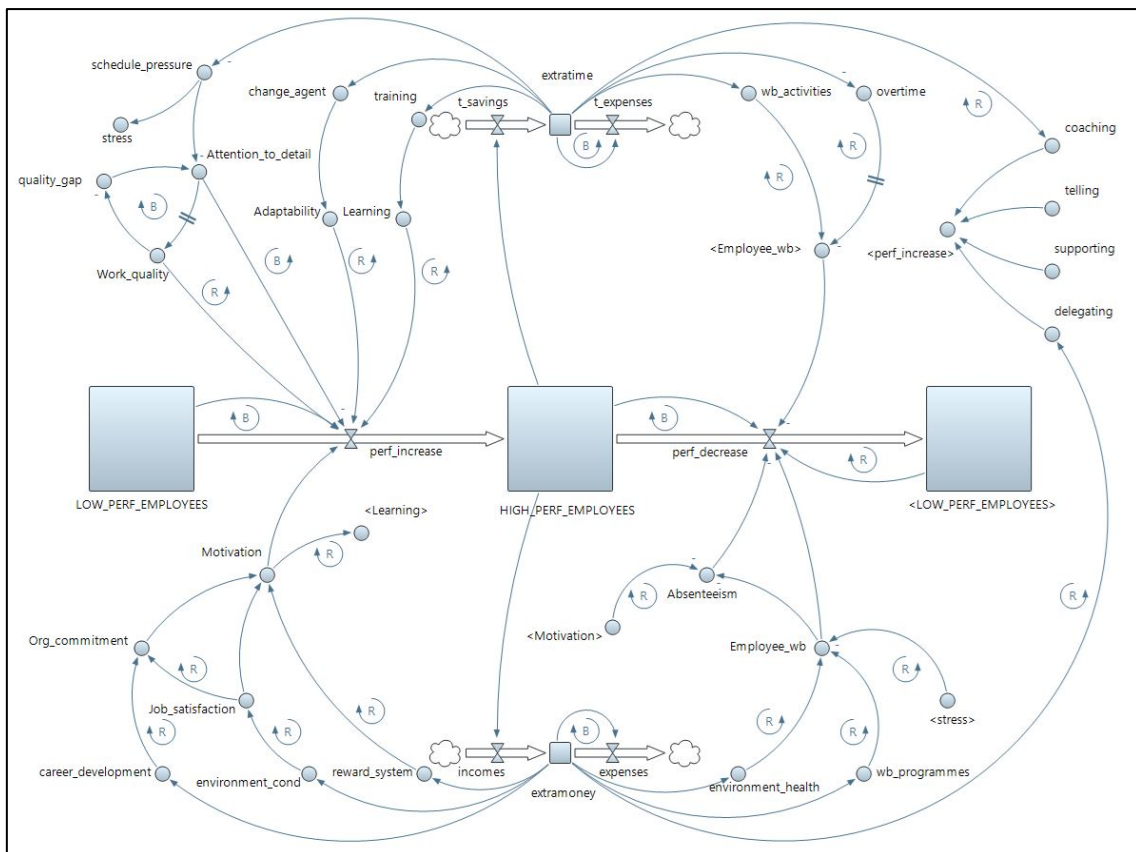 schedule_pressure
-
extratime
change_agent
training
t_savings
t_expenses
wb_activities
-
overtime
R
coaching
stress
B
R
-
Attention_to_detail
quality_gap
-
B
R
telling
Adaptability
Learning
<Employee_wb>
-
<perf_increase>
supporting
Work_quality
B
R
R
R
delegating
-
B
perf_increase
B
-
perf_decrease
-
-
R
LOW_PERF_EMPLOYEES
HIGH_PERF_EMPLOYEES
<LOW_PERF_EMPLOYEES>
<Learning>
R
Motivation
-
Absenteeism
-
R
R
<Motivation>
Org_commitment
Employee_wb
-
R
R
Job_satisfaction
<stress>
R
R
R
R
R
B
career_development
environment_cond
reward_system
incomes
extramoney
expenses
environment_health
wb_programmes